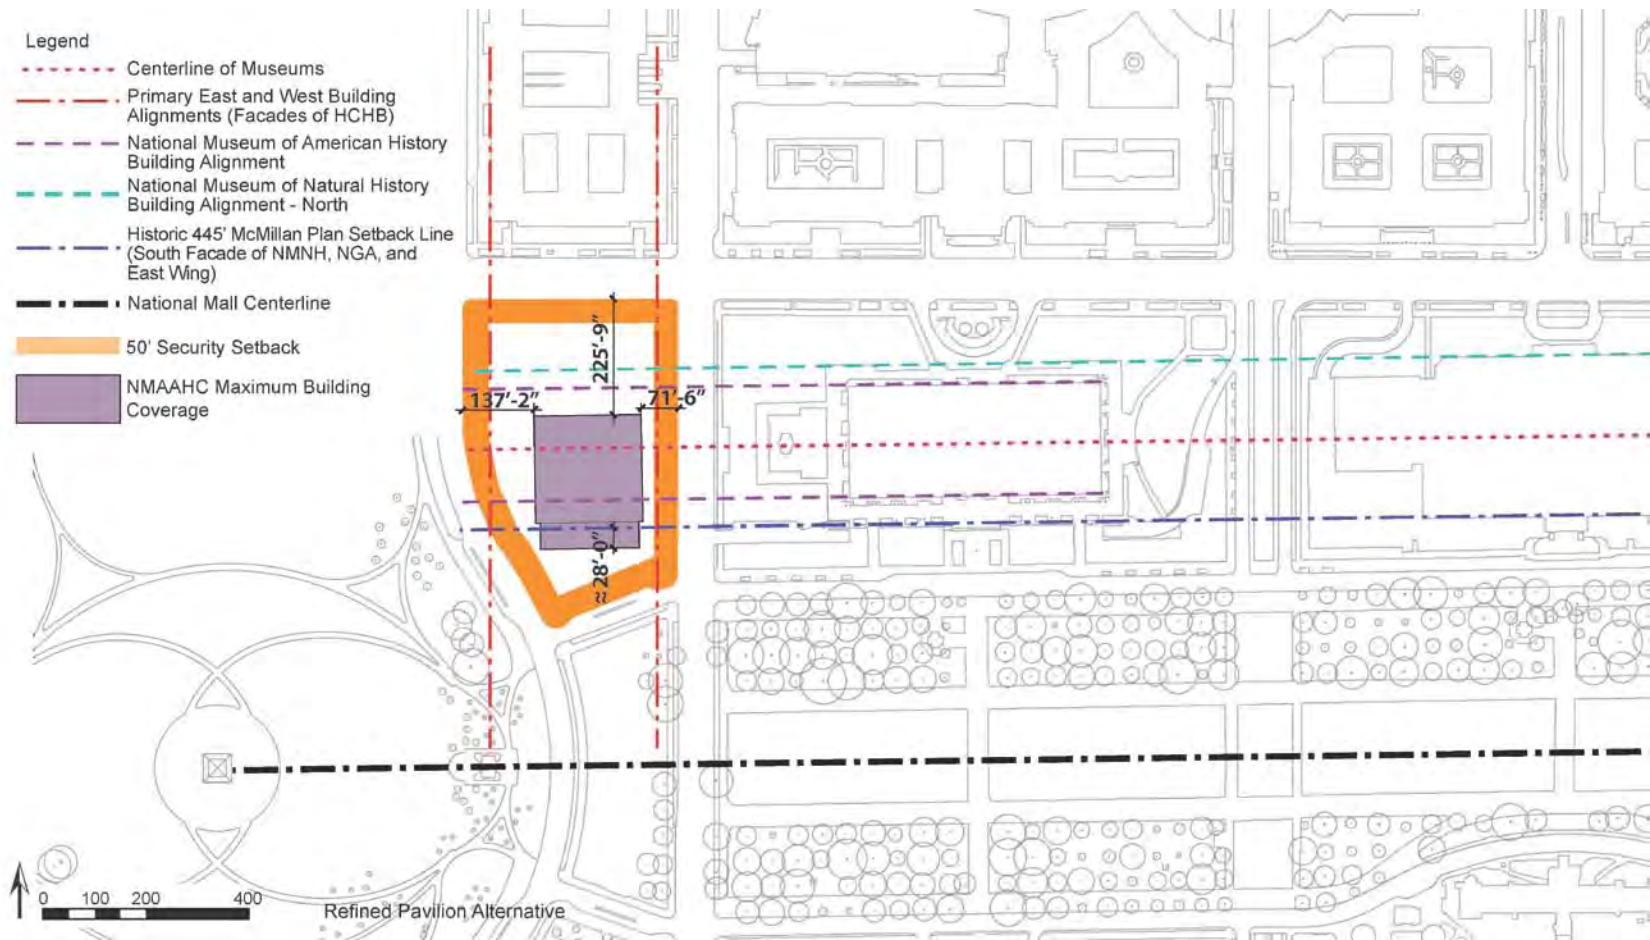 Legend
Centerline of Museums
Primary East and West Building
Alignments (Facades of HCHB)
National Museum of American History
Building Alignment
National Museum of Natural History
Building Alignment - North
Historic 445' McMillan Plan Setback Line
(South Facade of NMNH, NGA, and
East Wing)
National Mall Centerline
50' Security Setback
NMAAHC Maximum Building
Coverage
225'-9"
137'-2"
71'-6"
≈28'-0"
0 100 200 400
Refined Pavilion Alternative